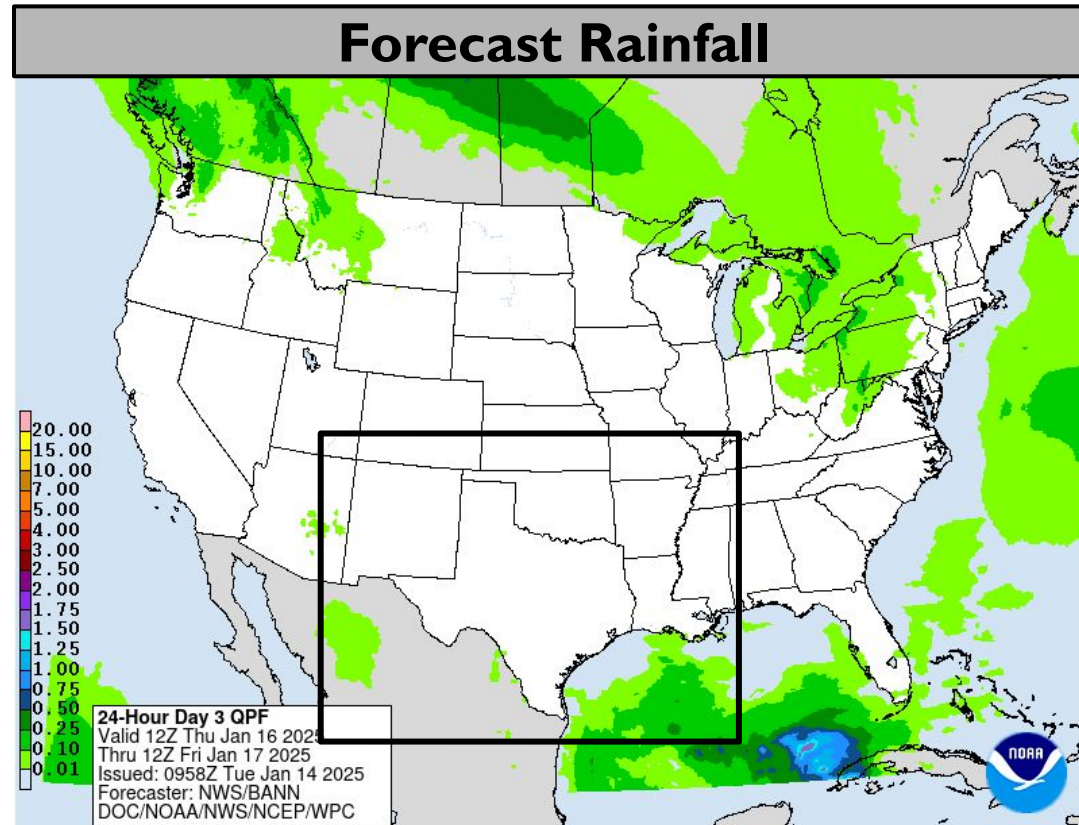 Forecast Rainfall
20.00
15.00
10.00
7.00
5.00
4.00
3.00
2.50
2.00
1.75
1.50
1.25
1.00
0.75
0.50
0.25
0.10
0.01
24-Hour Day 3 QPF
Valid 12Z Thu Jan 16 2025
Thru 12Z Fri Jan 17 2025
Issued: 0958Z Tue Jan 14 2025
Forecaster: NWS/BANN
DOC/NOAA/NWS/NCEP/WPC
NOAA